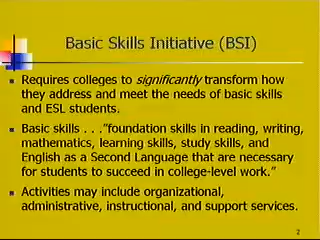 Basic Skills Initiative (BSI)
Requires colleges to significantly transform how
they address and meet the needs of basic skills
and ESL students.
Basic skills . . ."foundation skills in reading, writing,
mathematics, learning skills, study skills, and
English as a Second Language that are necessary
for students to succeed in college-level work."
Activities may include organizational,
administrative, instructional, and support services.
2